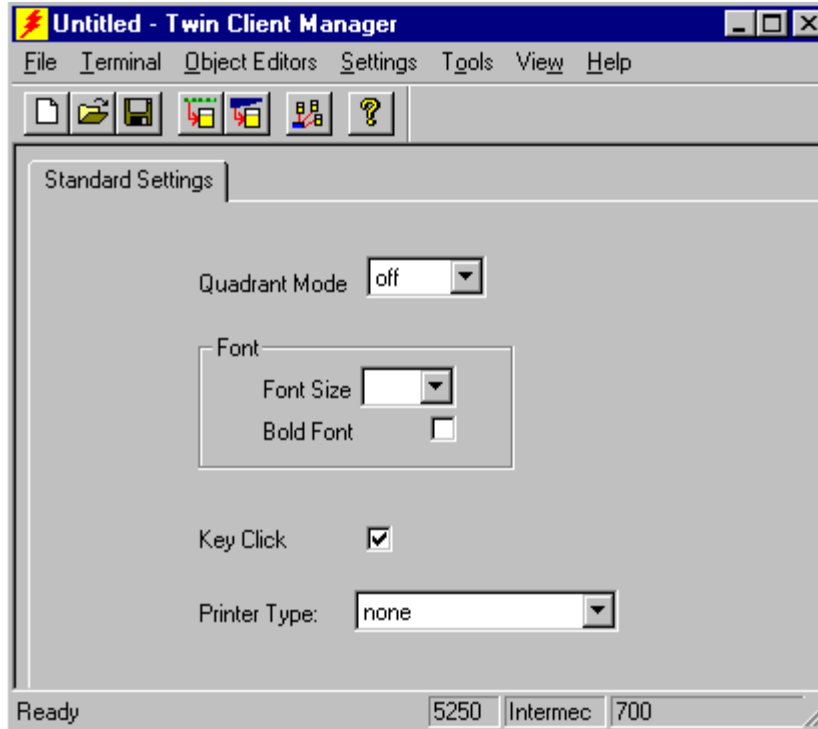 Untitled - Twin Client Manager
File Terminal Object Editors Settings Tools View Help
Standard Settings
Quadrant Mode off
Font
Font Size
Bold Font
Key Click
Printer Type: none
Ready 5250 Intermec 700